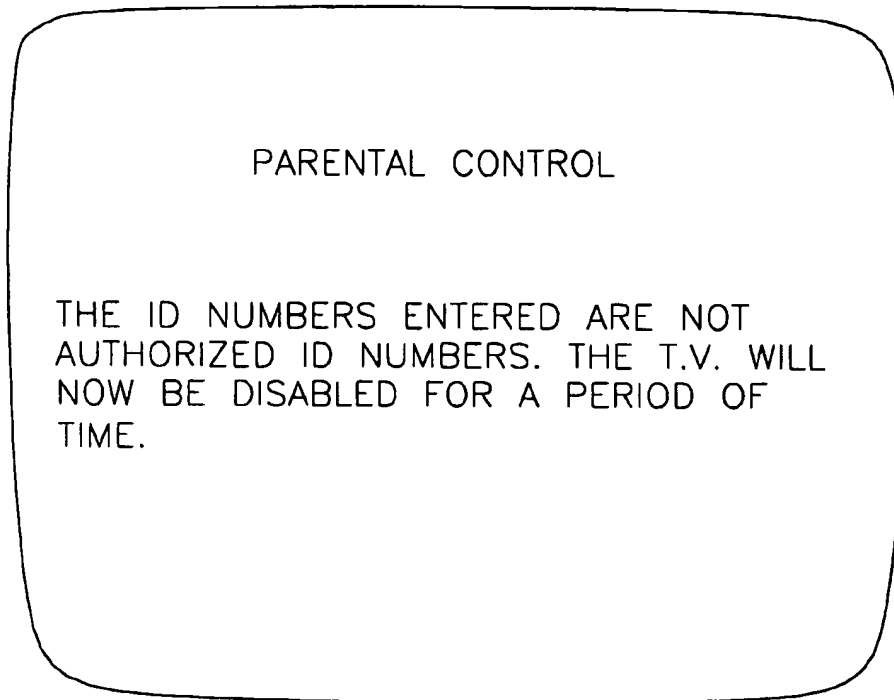 PARENTAL CONTROL
THE ID NUMBERS ENTERED ARE NOT
AUTHORIZED ID NUMBERS. THE T.V. WILL
NOW BE DISABLED FOR A PERIOD OF
TIME.